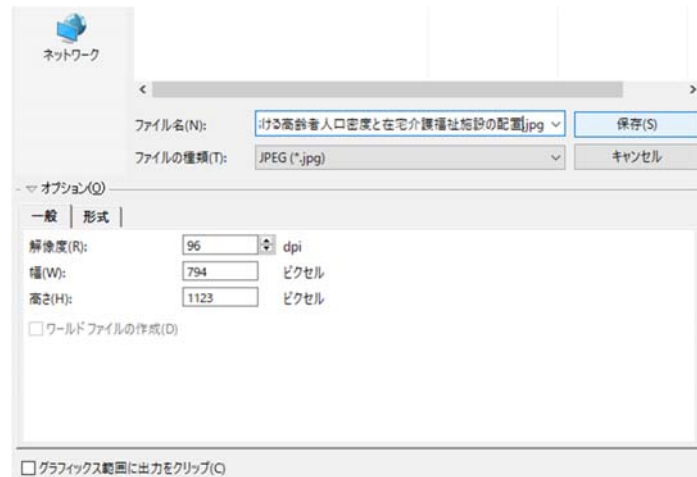 ネットワーク
ファイル名(N): ける高齢者人口密度と在宅介護福祉施設の配置.jpg 保存(S)
ファイルの種類(T): JPEG (*.jpg) キャンセル
オプション(O)
一般 形式
解像度(R): 96 dpi
幅(W): 794 ピクセル
高さ(H): 1123 ピクセル
ワールド ファイルの作成(D)
グラフィックス範囲に出力をクリップ(C)